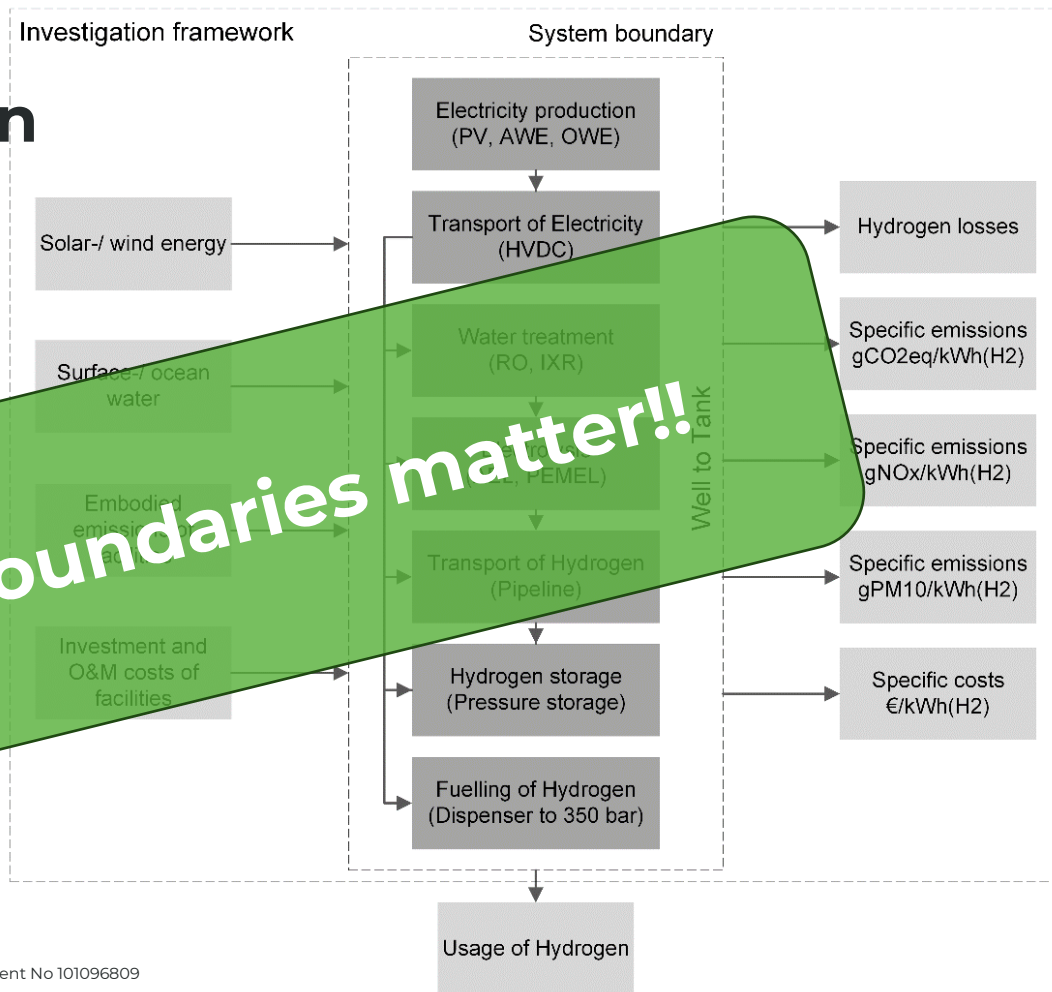 Investigation framework
System boundary
n
Electricity production
(PV, AWE, OWE)
Transport of Electricity
(HVDC)
Water treatment
(RO, IXR)
PEMEL)
Transport of Hydrogen
(Pipeline)
Hydrogen storage
(Pressure storage)
Fuelling of Hydrogen
(Dispenser to 350 bar)
Well to Tank
Solar-/ wind energy
Surface-/ ocean
water
Embodied
Investment and
O&M costs of
facilities
oundaries matter!!
Hydrogen losses
Specific emissions
gCO2eq/kWh(H2)
Specific emissions
gNOx/kWh(H2)
Specific emissions
gPM10/kWh(H2)
Specific costs
€/kWh(H2)
Usage of Hydrogen
ent No 101096809